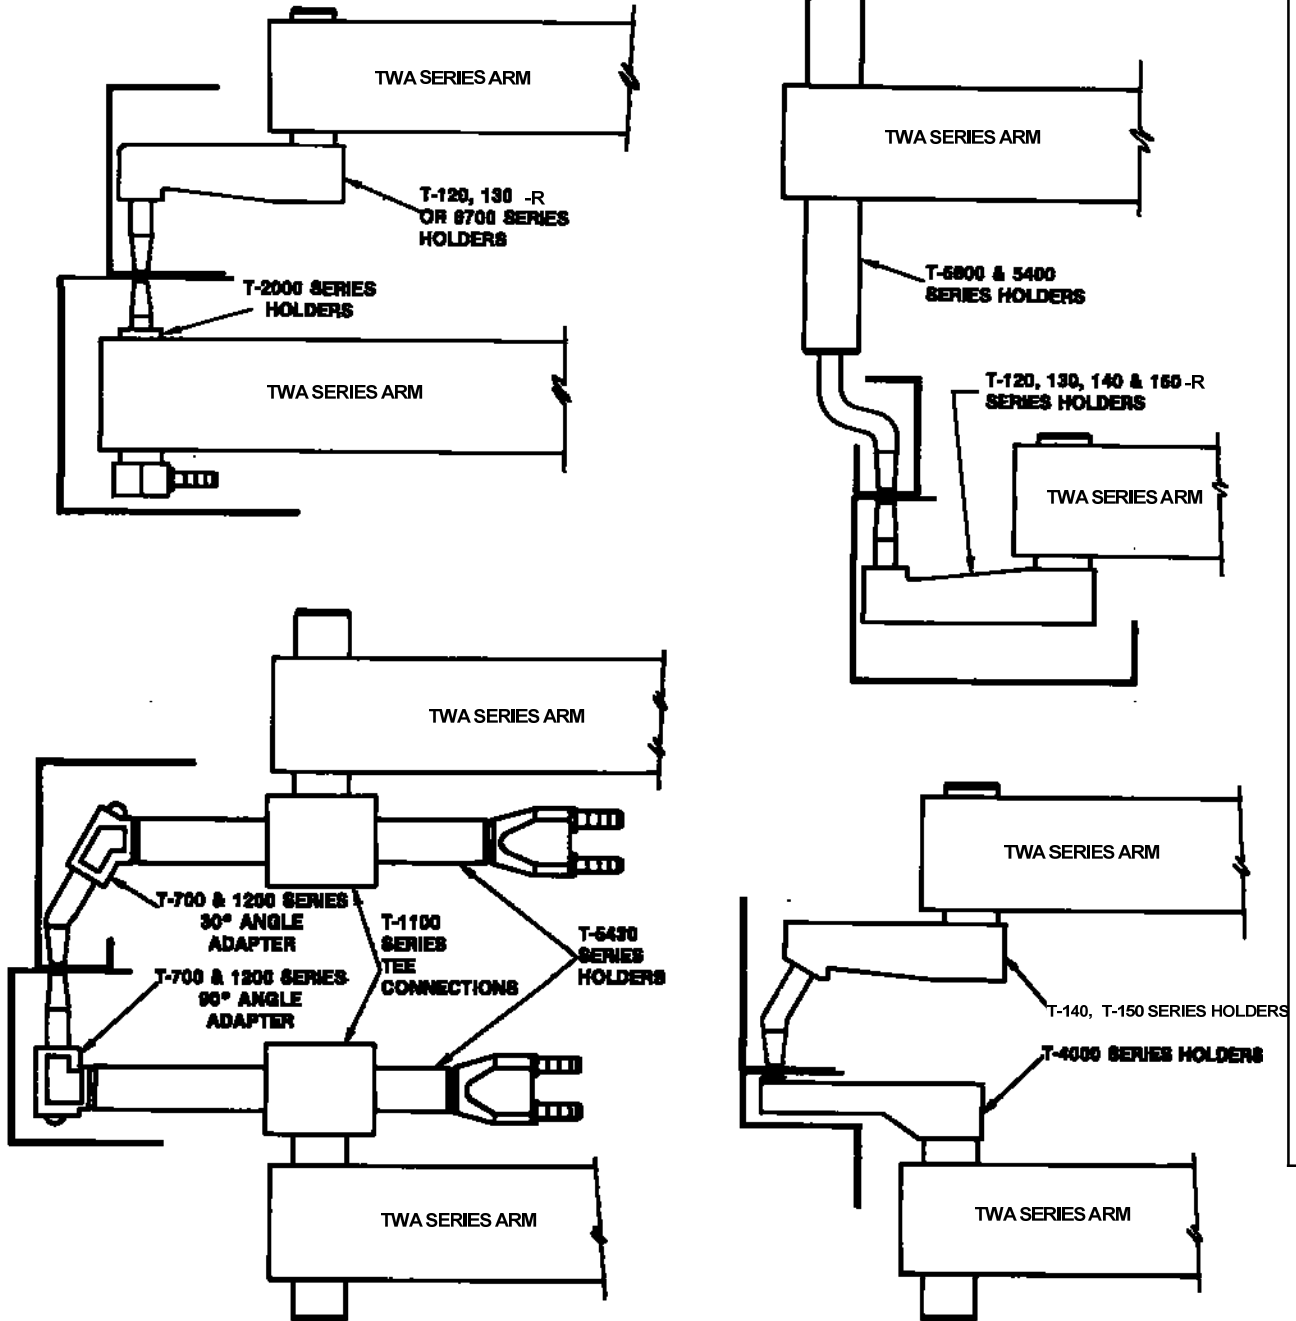 TWA SERIES ARM
T-120, 130 -R
OR 6700 SERIES
HOLDERS
T-2000 SERIES
HOLDERS
TWA SERIES ARM
TWA SERIES ARM
T-5800 & 5400
SERIES HOLDERS
T-120, 130, 140 & 150 -R
SERIES HOLDERS
TWA SERIES ARM
TWA SERIES ARM
T-700 & 1200 SERIES
30° ANGLE
ADAPTER
T-1100
SERIES
TEE
CONNECTIONS
T-5430
SERIES
HOLDERS
T-700 & 1200 SERIES
90° ANGLE
ADAPTER
TWA SERIES ARM
TWA SERIES ARM
T-140, T-150 SERIES HOLDERS
T-4000 SERIES HOLDERS
TWA SERIES ARM